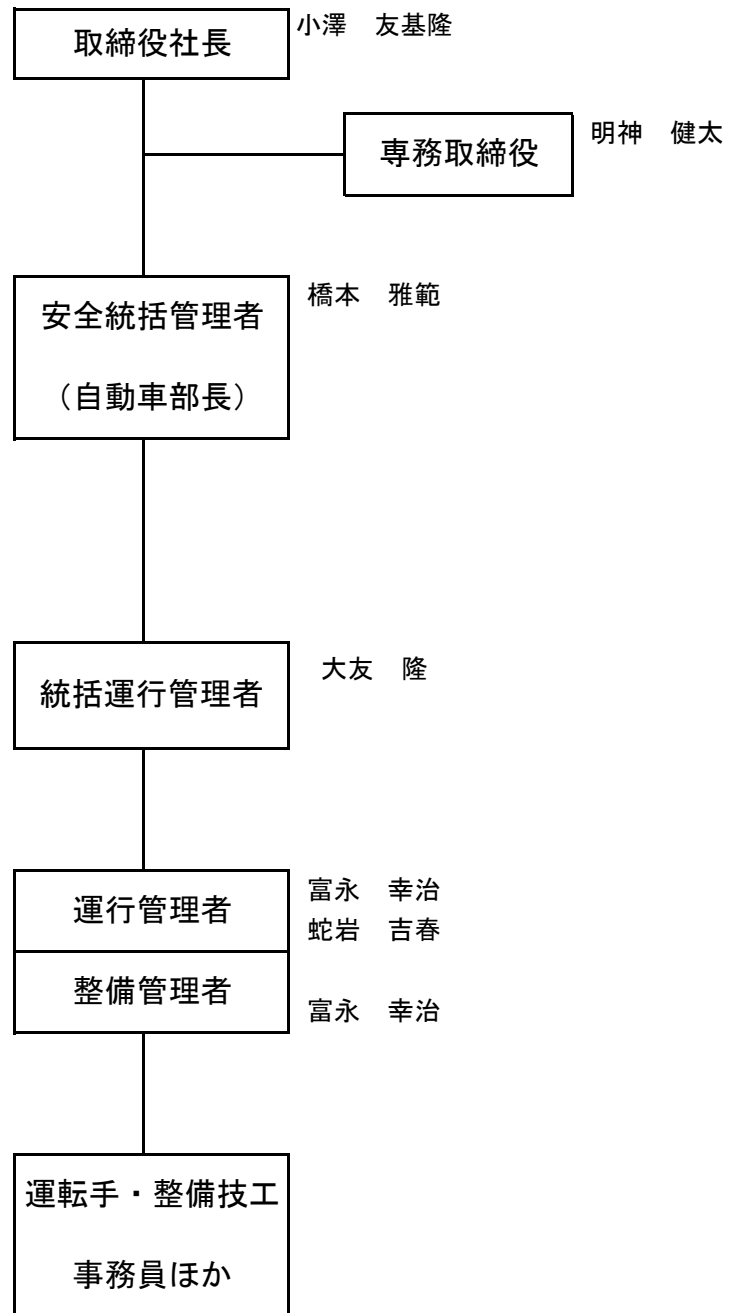 取締役社長
小澤　友基隆
専務取締役
明神　健太
安全統括管理者
（自動車部長）
橋本　雅範
統括運行管理者
大友　隆
運行管理者
富永　幸治
蛇岩　吉春
整備管理者
富永　幸治
運転手・整備技工
事務員ほか